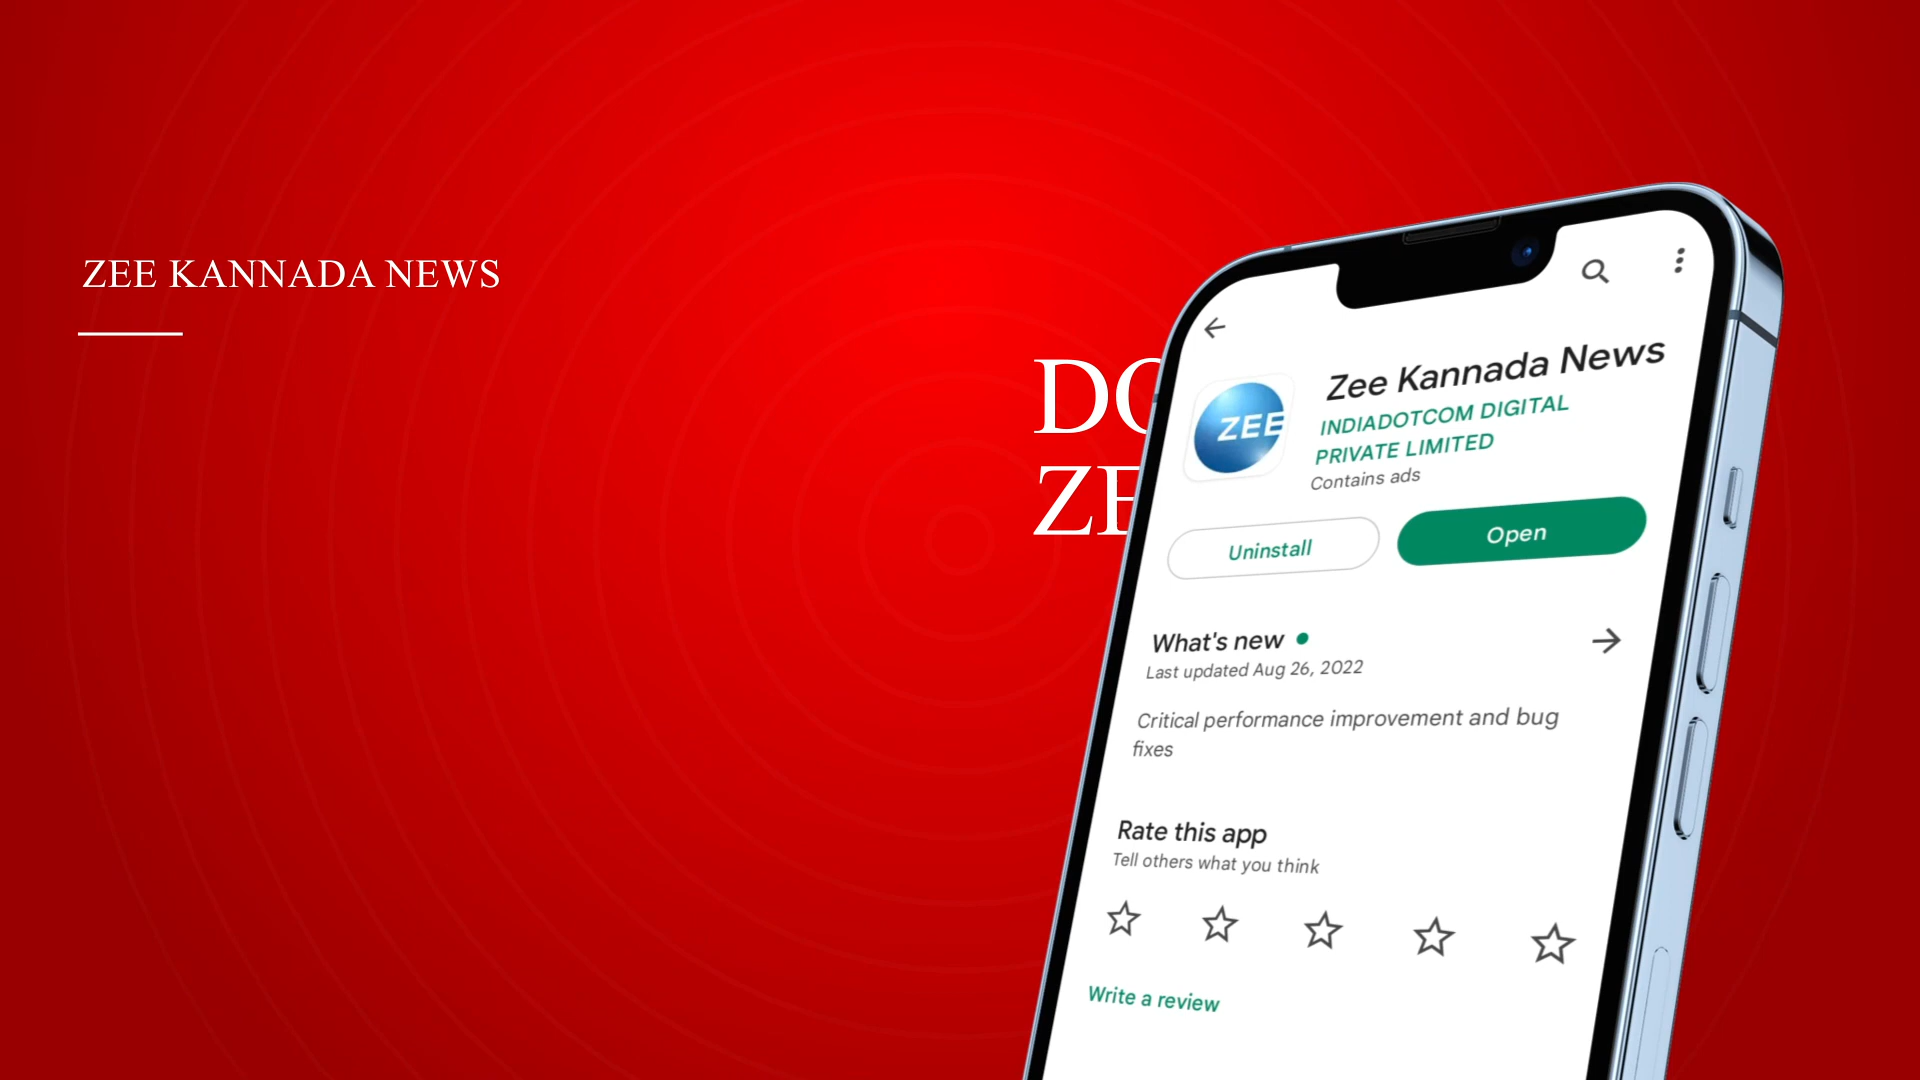 ZEE KANNADA NEWS
Zee Kannada News
INDIADOTCOM DIGITAL
PRIVATE LIMITED
Contains ads
ZEE
Uninstall
Open
What's new
Last updated Aug 26, 2022
Critical performance improvement and bug
fixes
Rate this app
Tell others what you think
Write a review